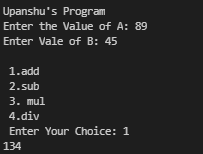 Upanshu's Program
Enter the Value of A: 89
Enter Vale of B: 45
1.add
2.sub
3. mul
4.div
Enter Your Choice: 1
134